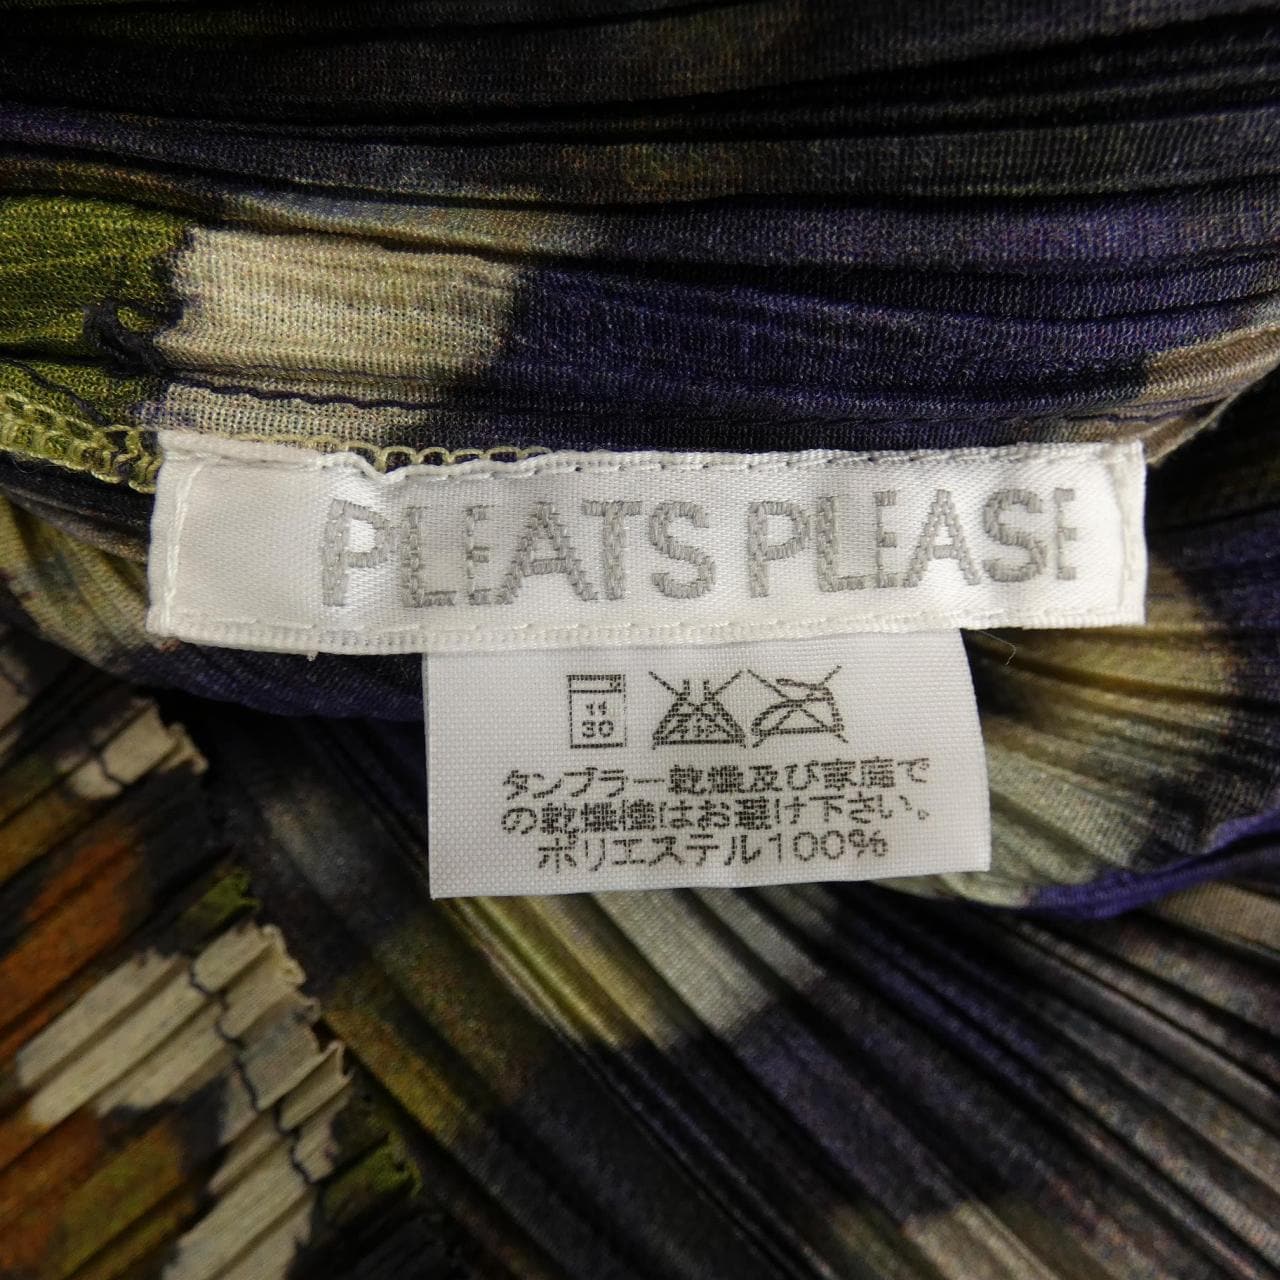 PLEATS PLEASE
11
30
タンブラー乾燥及び家庭で
の乾燥機はお避け下さい。
ポリエステル100%